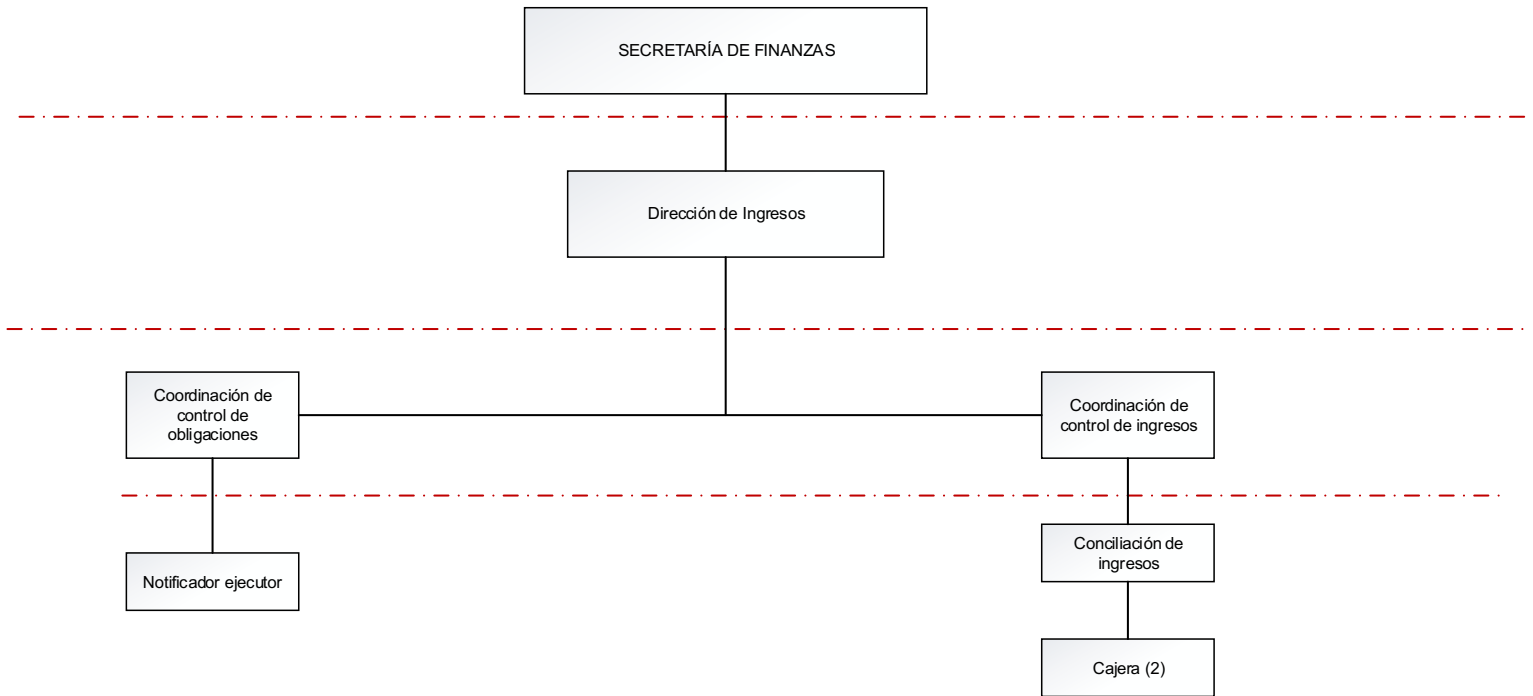 SECRETARÍA DE FINANZAS
Dirección de Ingresos
Coordinación de
control de
obligaciones
Coordinación de
control de ingresos
Notificador ejecutor
Conciliación de
ingresos
Cajera (2)